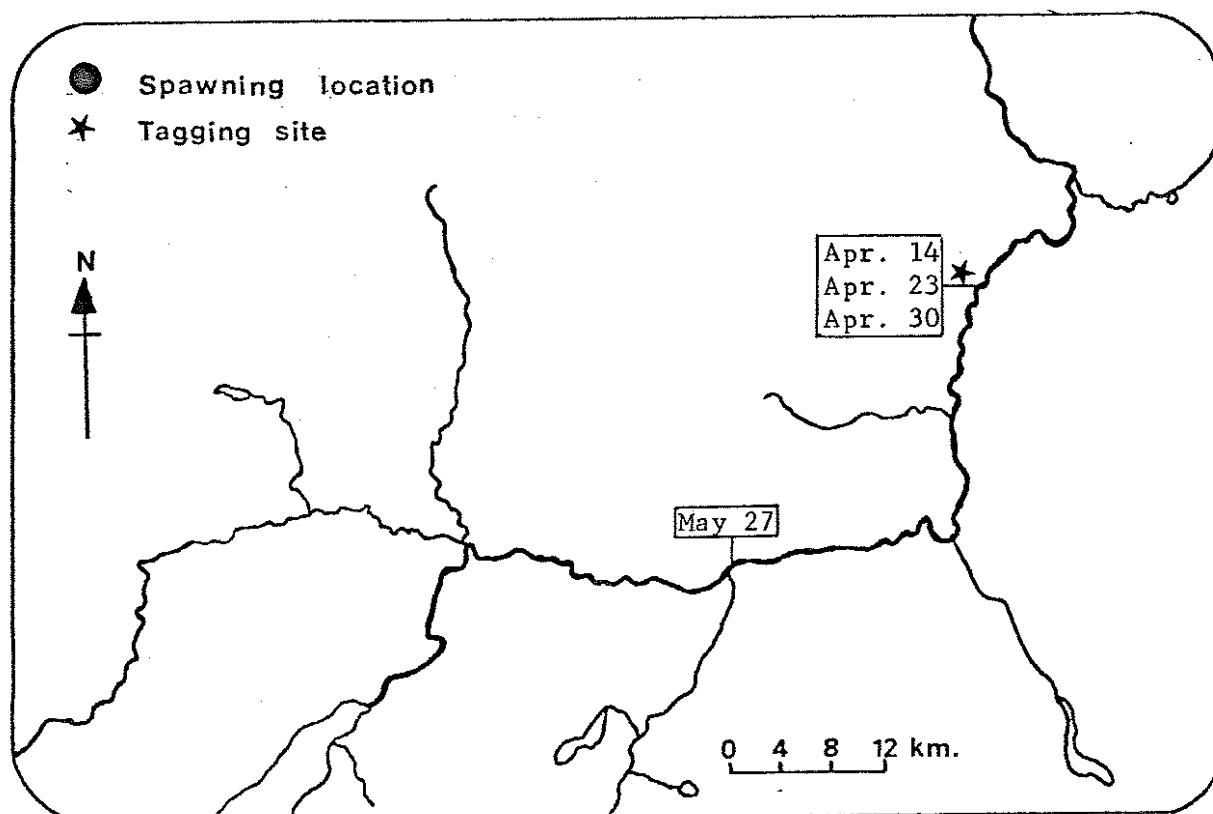 Spawning location
Tagging site
N
Apr. 14
Apr. 23
Apr. 30
May 27
0 4 8 12 km.